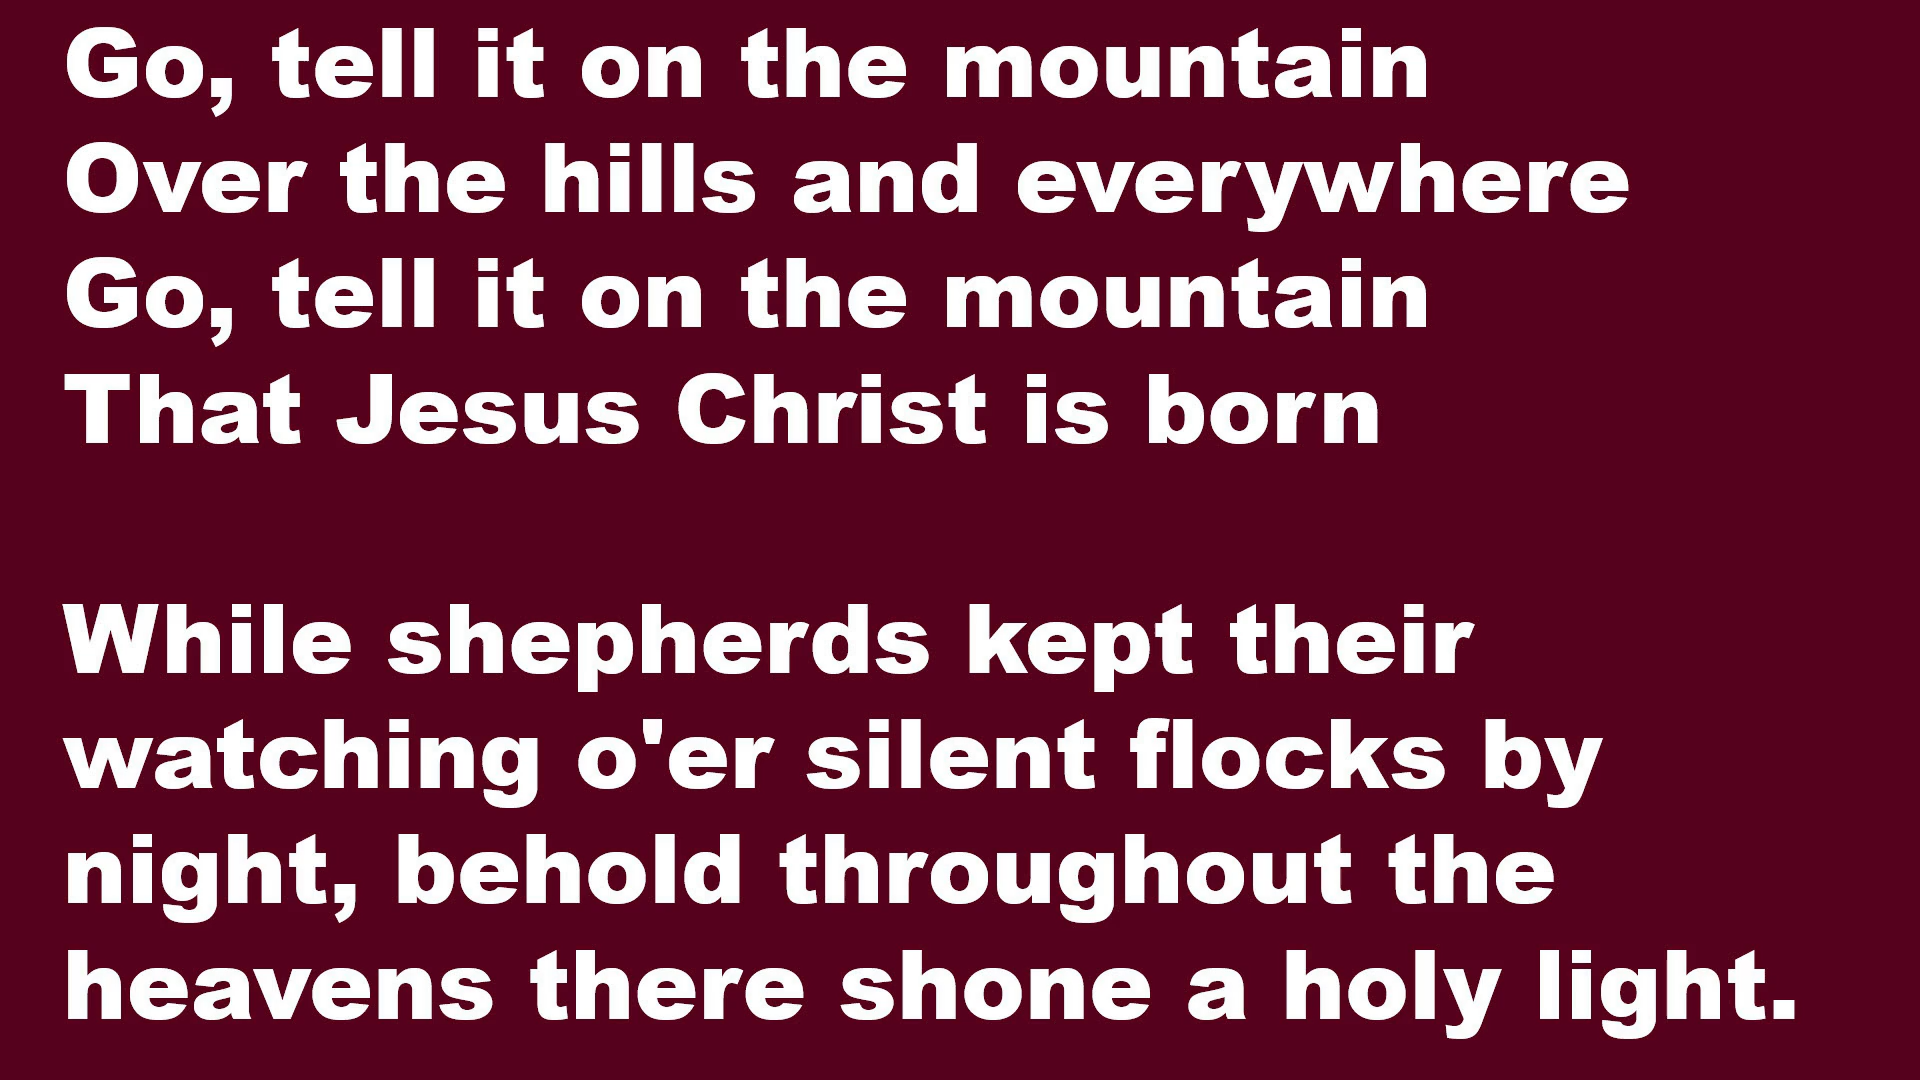 Go, tell it on the mountain
Over the hills and everywhere
Go, tell it on the mountain
That Jesus Christ is born
While shepherds kept their
watching o'er silent flocks by
night, behold throughout the
heavens there shone a holy light.